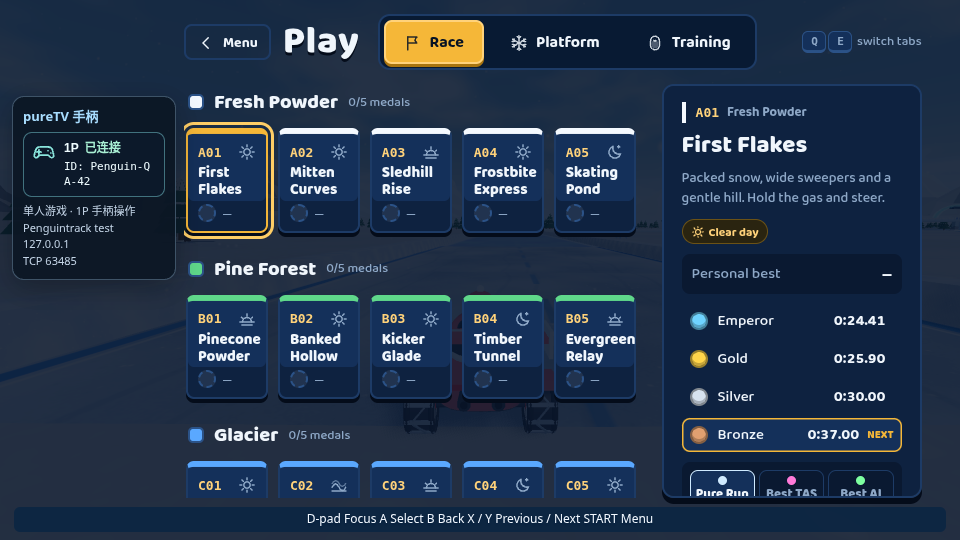 Menu
Play
Race
Platform
Training
Q E switch tabs
pureTV 手柄
1P 已连接
ID: Penguin-Q
A-42
单人游戏 · 1P 手柄操作
Penguintrack test
127.0.0.1
TCP 63485
Fresh Powder 0/5 medals
A01
First
Flakes
–
A02
Mitten
Curves
–
A03
Sledhill
Rise
–
A04
Frostbite
Express
–
A05
Skating
Pond
–
Pine Forest 0/5 medals
B01
Pinecone
Powder
–
B02
Banked
Hollow
–
B03
Kicker
Glade
–
B04
Timber
Tunnel
–
B05
Evergreen
Relay
–
Glacier 0/5 medals
C01
C02
C03
C04
C05
A01 Fresh Powder
First Flakes
Packed snow, wide sweepers and a
gentle hill. Hold the gas and steer.
Clear day
Personal best –
Emperor 0:24.41
Gold 0:25.90
Silver 0:30.00
Bronze 0:37.00 NEXT
Pure Run
Best TAS
Best AI
D-pad Focus A Select B Back X / Y Previous / Next START Menu